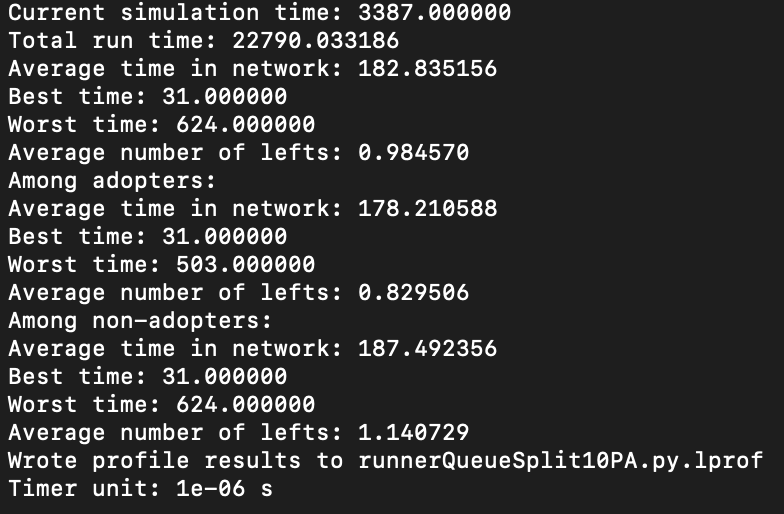 Current simulation time: 3387.000000
Total run time: 22790.033186
Average time in network: 182.835156
Best time: 31.000000
Worst time: 624.000000
Average number of lefts: 0.984570
Among adopters:
Average time in network: 178.210588
Best time: 31.000000
Worst time: 503.000000
Average number of lefts: 0.829506
Among non-adopters:
Average time in network: 187.492356
Best time: 31.000000
Worst time: 624.000000
Average number of lefts: 1.140729
Wrote profile results to runnerQueueSplit10PA.py.lprof
Timer unit: 1e-06 s